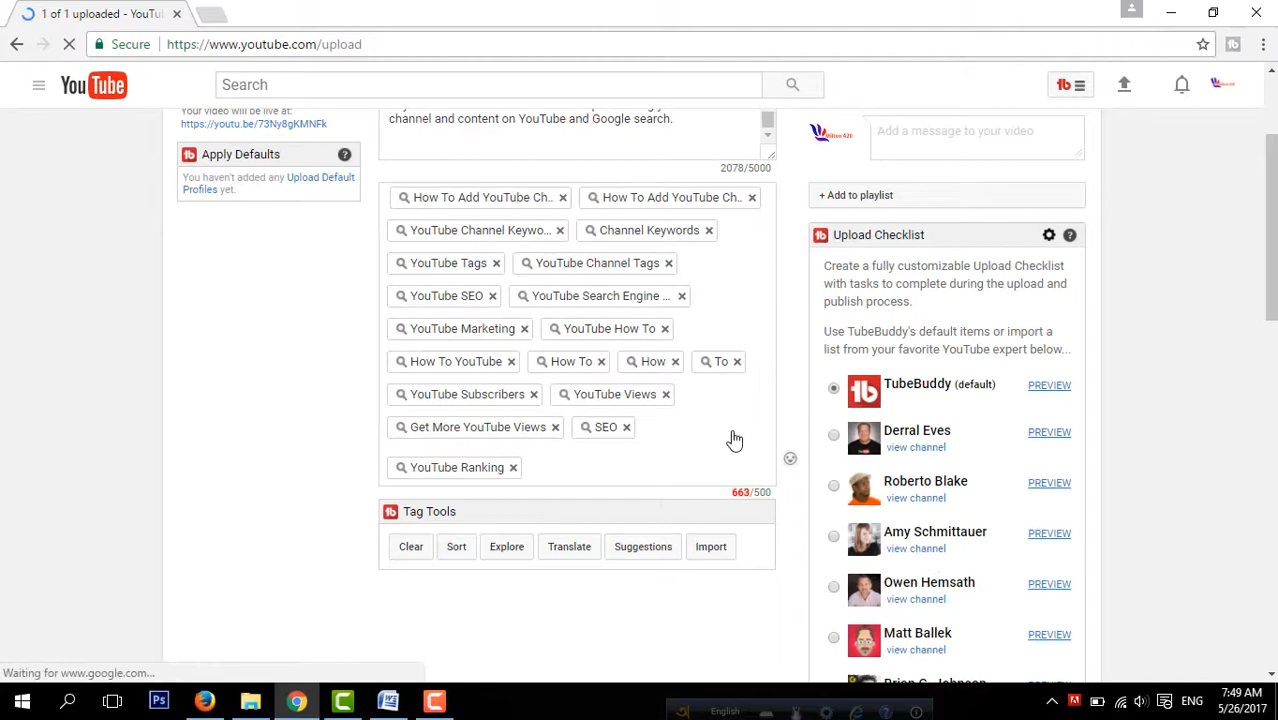 1 of 1 uploaded - YouTu
Secure https://www.youtube.com/upload
YouTube
Search
Your video will be live at:
https://youtu.be/73Ny8gKMNFk
channel and content on YouTube and Google search.
Milton 420
Add a message to your video
2078/5000
Apply Defaults
You haven't added any Upload Default
Profiles yet.
+ Add to playlist
How To Add YouTube Ch.. How To Add YouTube Ch..
YouTube Channel Keywo... Channel Keywords
YouTube Tags YouTube Channel Tags
YouTube SEO YouTube Search Engine ...
YouTube Marketing YouTube How To
How To YouTube How To How To
YouTube Subscribers YouTube Views
Get More YouTube Views SEO
YouTube Ranking
663/500
Tag Tools
Clear Sort Explore Translate Suggestions Import
Upload Checklist
Create a fully customizable Upload Checklist
with tasks to complete during the upload and
publish process.
Use TubeBuddy's default items or import a
list from your favorite YouTube expert below...
TubeBuddy (default) PREVIEW
Derral Eves PREVIEW
view channel
Roberto Blake PREVIEW
view channel
Amy Schmittauer PREVIEW
view channel
Owen Hemsath PREVIEW
view channel
Matt Ballek PREVIEW
view channel
Waiting for www.google.com...
English
ENG
7:49 AM
5/26/2017